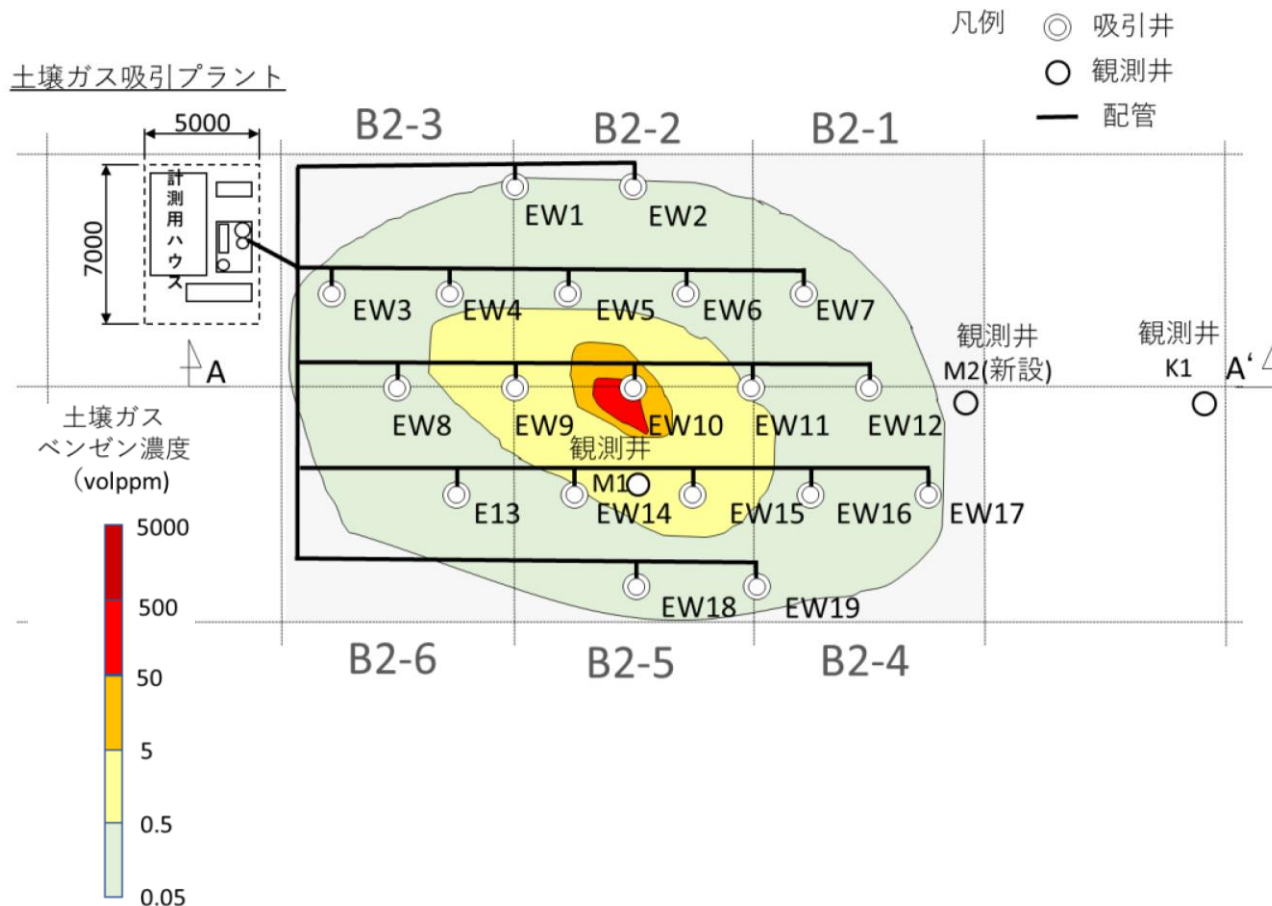 凡例
吸引井
観測井
配管
土壌ガス吸引プラント
5000
7000
計測用ハウス
B2-3
B2-2
B2-1
EW1
EW2
EW3
EW4
EW5
EW6
EW7
観測井
M2(新設)
観測井
K1
A
A‘
EW8
EW9
EW10
EW11
EW12
観測井
M1
E13
EW14
EW15
EW16
EW17
EW18
EW19
B2-6
B2-5
B2-4
土壌ガス
ベンゼン濃度
(volppm)
5000
500
50
5
0.5
0.05